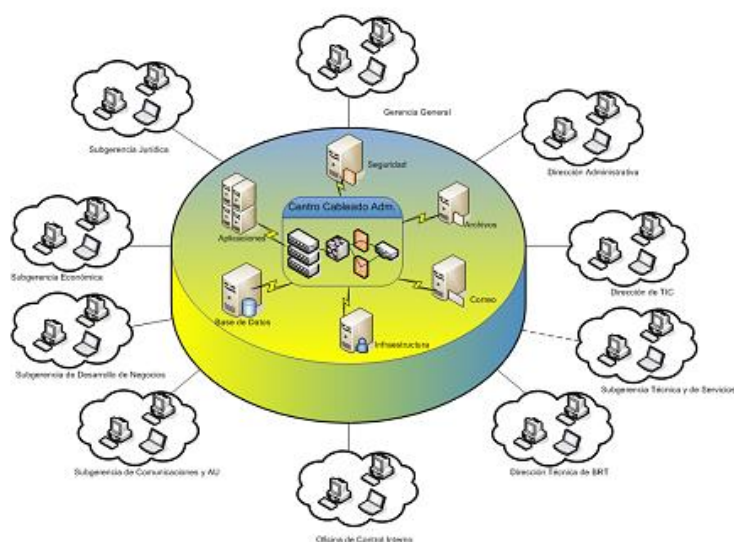 Gerencia General
Subgerencia Jurídica
Dirección Administrativa
Seguridad
Centro Cableado Adm.
Aplicaciones
Archivos
Subgerencia Económica
Dirección de TIC
Base de Datos
Correo
Infraestructura
Subgerencia de Desarrollo de Negocios
Subgerencia Técnica y de Servicios
Subgerencia de Comunicaciones y AU
Dirección Técnica de BRT
Oficina de Control Interno